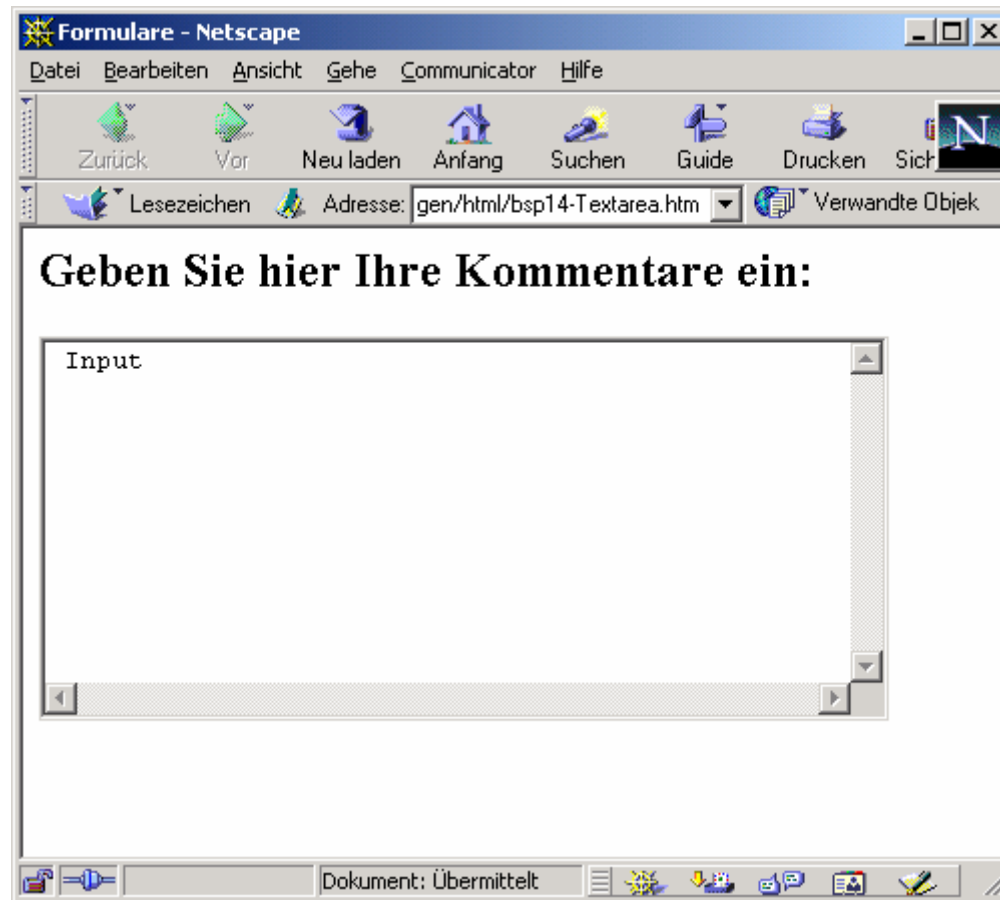 Formulare - Netscape
Datei Bearbeiten Ansicht Gehe Communicator Hilfe
Zurück Vor Neu laden Anfang Suchen Guide Drucken Sich N
Lesezeichen Adresse: gen/html/bsp14-Textarea.htm Verwandte Objek
Geben Sie hier Ihre Kommentare ein:
Input
Dokument: Übermittelt